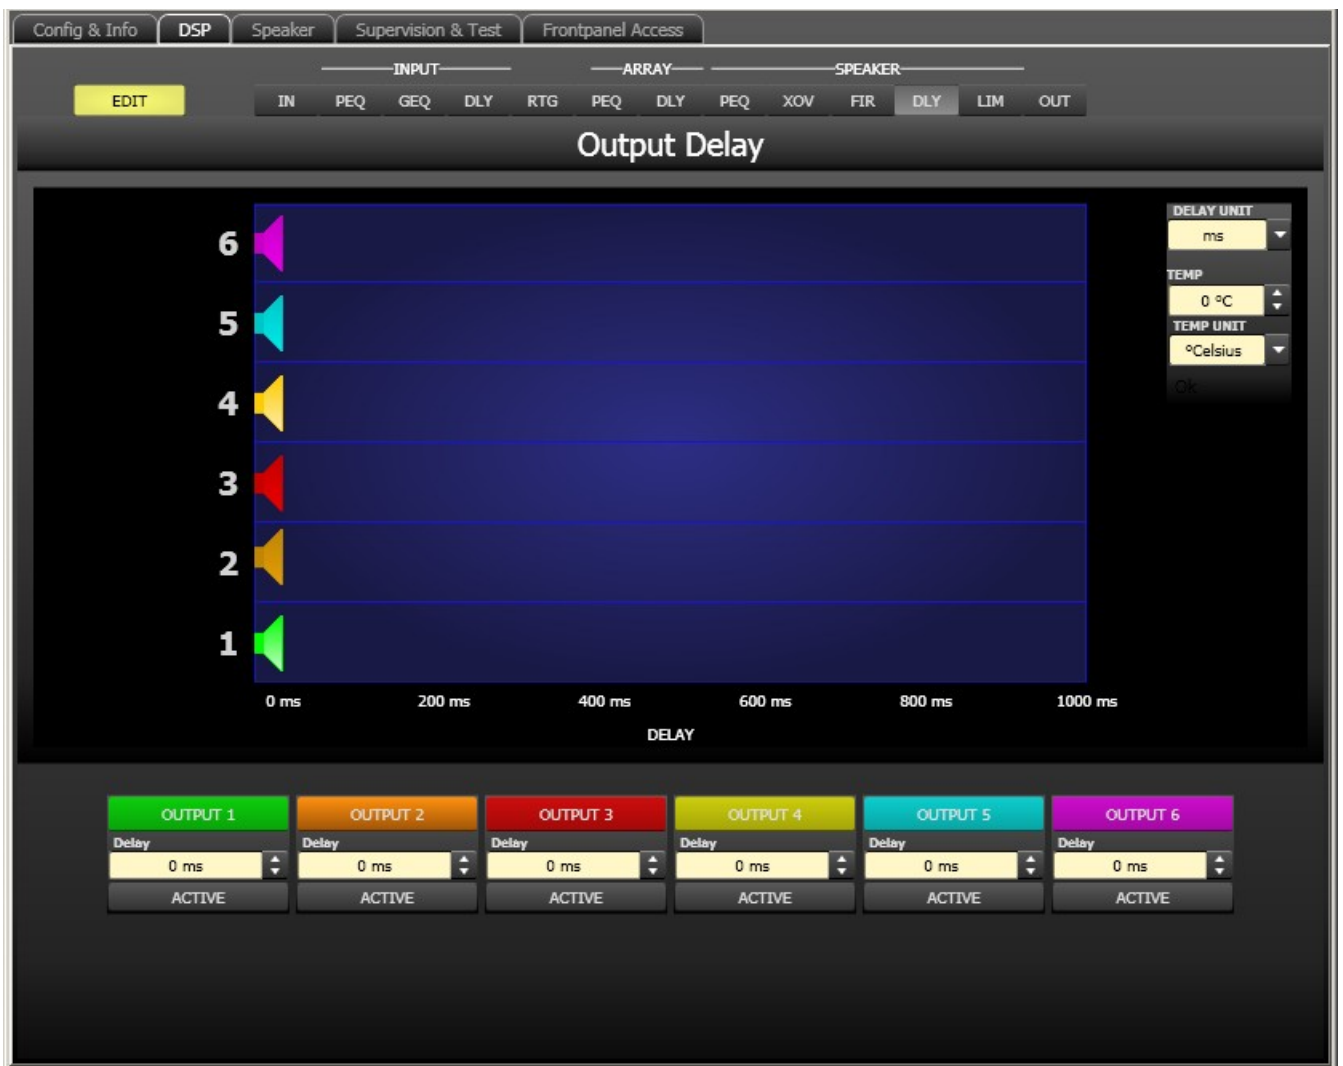 Config & Info DSP Speaker Supervision & Test Frontpanel Access
INPUT ARRAY SPEAKER
EDIT IN PEQ GEQ DLY RTG PEQ DLY PEQ XOV FIR DLY LIM OUT
Output Delay
DELAY UNIT
ms
TEMP
0 ºC
TEMP UNIT
ºCelsius
Ok
6
5
4
3
2
1
0 ms 200 ms 400 ms 600 ms 800 ms 1000 ms
DELAY
OUTPUT 1 OUTPUT 2 OUTPUT 3 OUTPUT 4 OUTPUT 5 OUTPUT 6
Delay Delay Delay Delay Delay Delay
0 ms 0 ms 0 ms 0 ms 0 ms 0 ms
ACTIVE ACTIVE ACTIVE ACTIVE ACTIVE ACTIVE